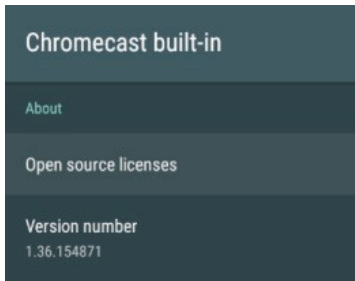 Chromecast built-in
About
Open source licenses
Version number
1.36.154871